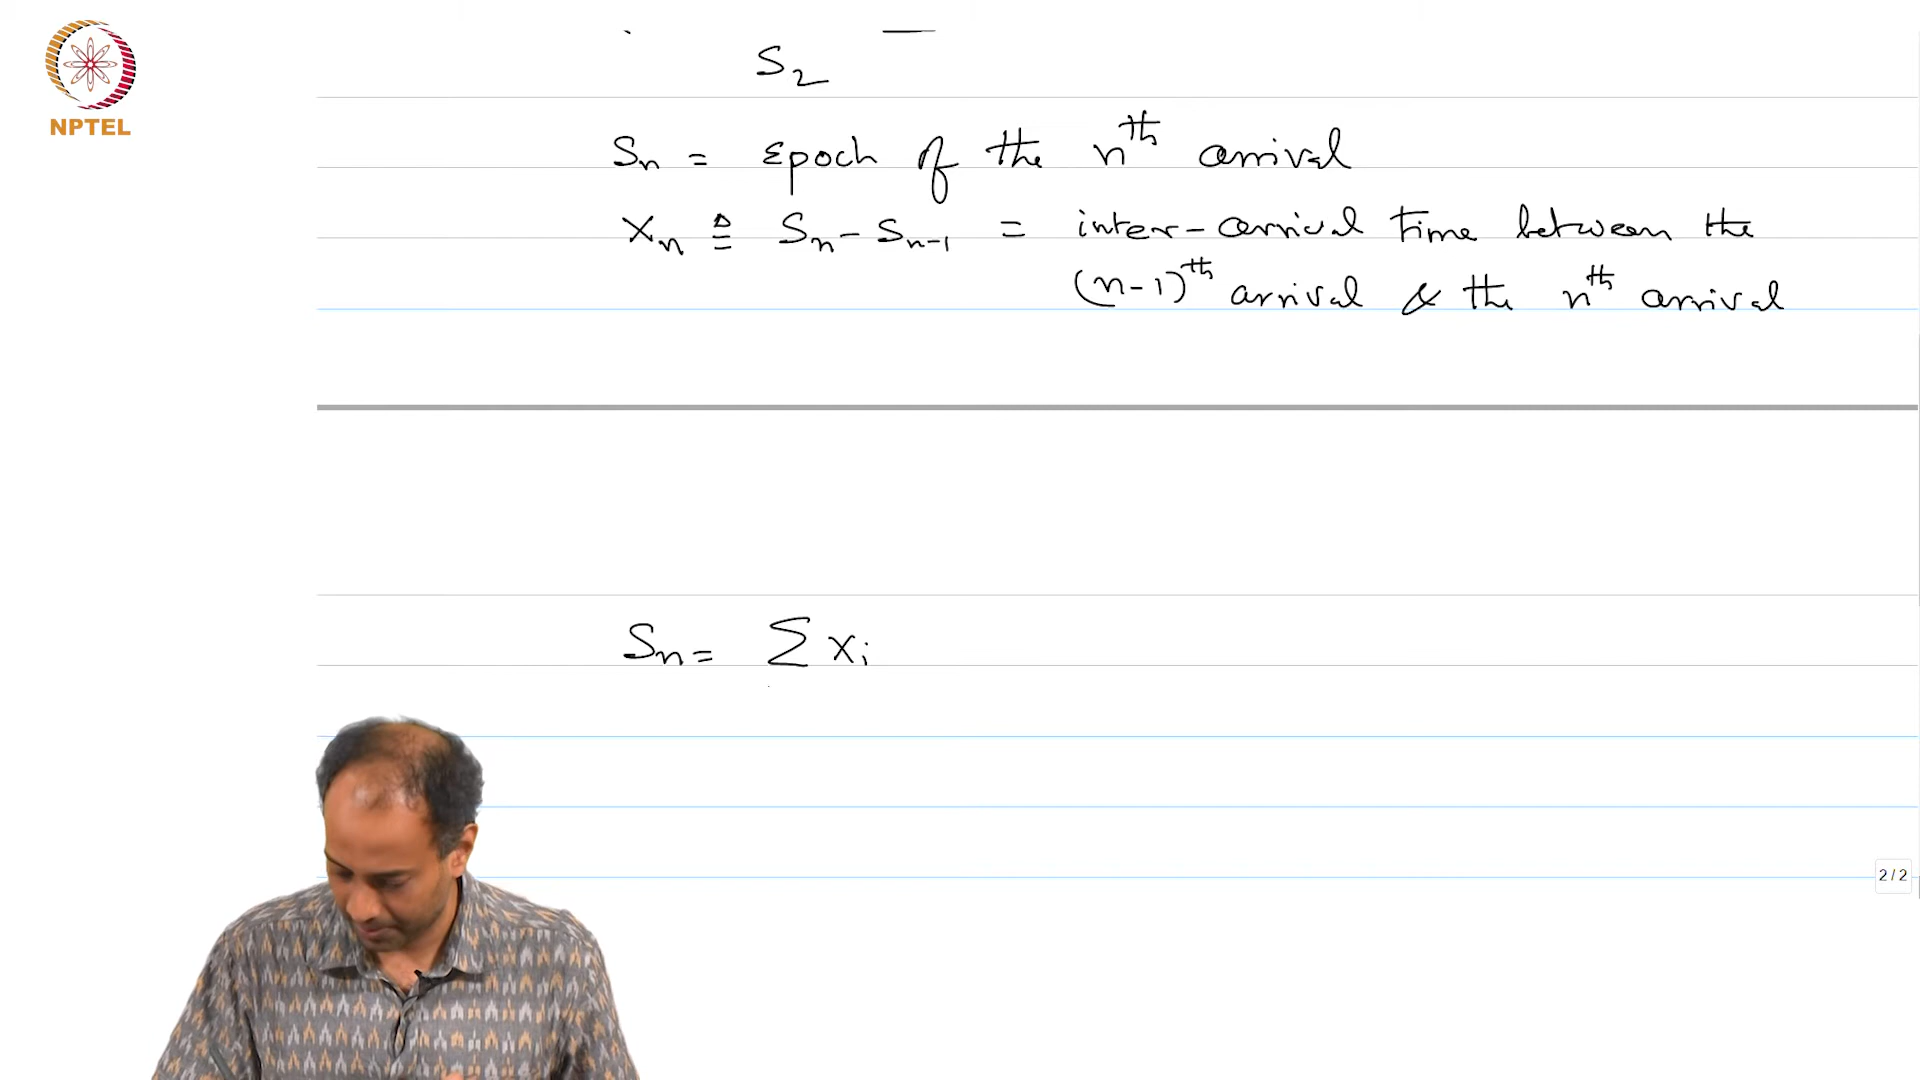 NPTEL
S₂
Sₙ = Epoch of the nᵗʰ arrival
Xₙ ≜ Sₙ - Sₙ₋₁ = inter-arrival time between the
(n-1)ᵗʰ arrival & the nᵗʰ arrival
Sₙ = ∑ Xᵢ
2 / 2